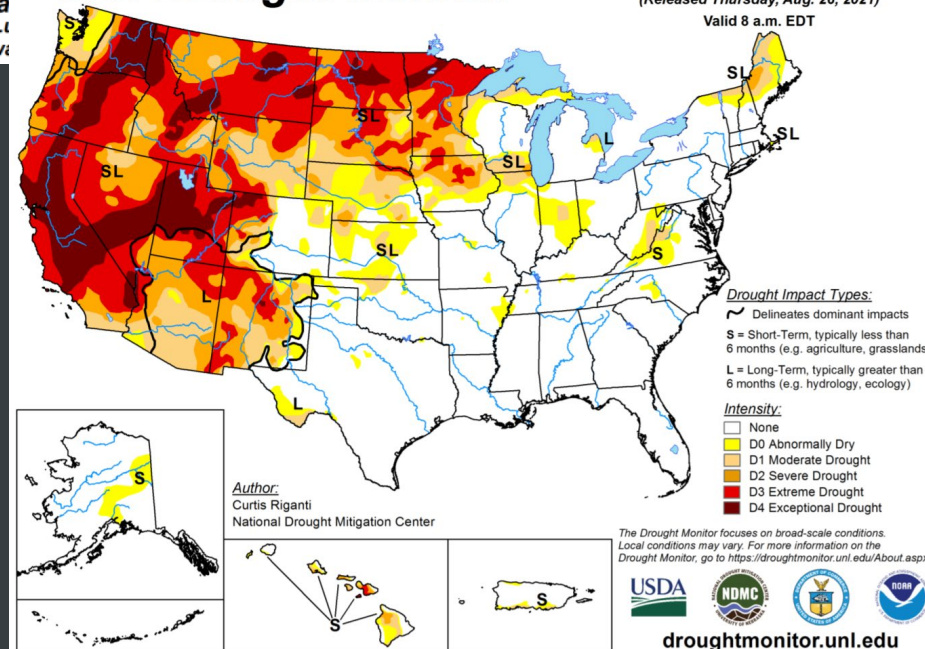 (Released Thursday, Aug. 26, 2021)
Valid 8 a.m. EDT
S
SL
SL
SL
L
SL
SL
SL
S
L
L
Drought Impact Types:
Delineates dominant impacts
S = Short-Term, typically less than
6 months (e.g. agriculture, grasslands
L = Long-Term, typically greater than
6 months (e.g. hydrology, ecology)
Intensity:
None
D0 Abnormally Dry
D1 Moderate Drought
D2 Severe Drought
D3 Extreme Drought
D4 Exceptional Drought
S
Author:
Curtis Riganti
National Drought Mitigation Center
S
S
The Drought Monitor focuses on broad-scale conditions.
Local conditions may vary. For more information on the
Drought Monitor, go to https://droughtmonitor.unl.edu/About.aspx
USDA
NDMC
NOAA
droughtmonitor.unl.edu